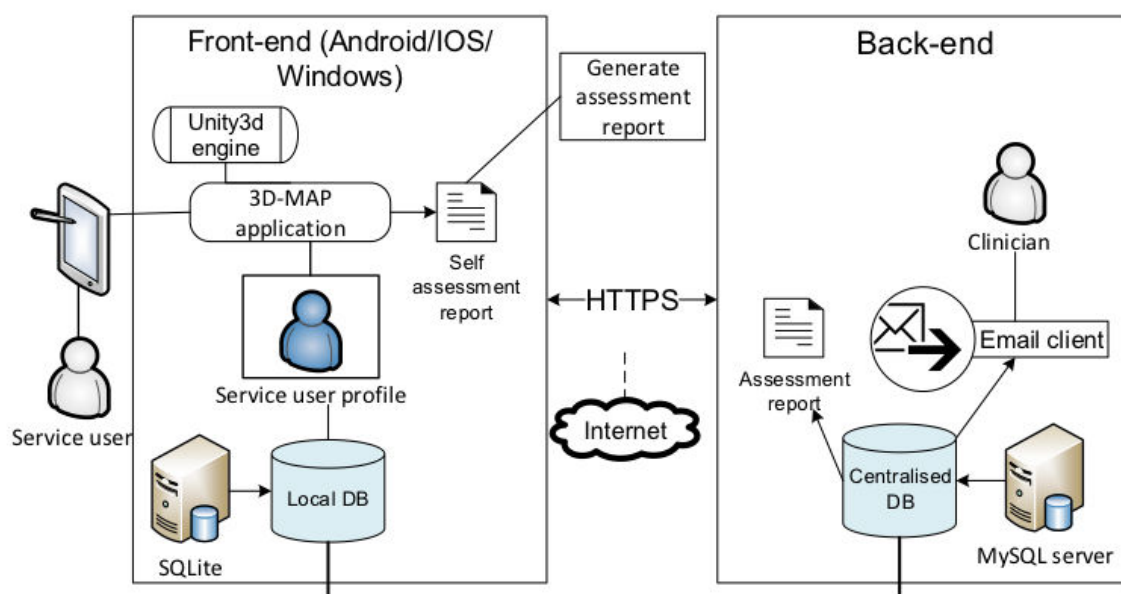 Front-end (Android/IOS/
Windows)
Unity3d
engine
3D-MAP
application
Self
assessment
report
Service user profile
Service user
SQLite
Local DB
Generate
assessment
report
HTTPS
Internet
Back-end
Clinician
Email client
Assessment
report
Centralised
DB
MySQL server